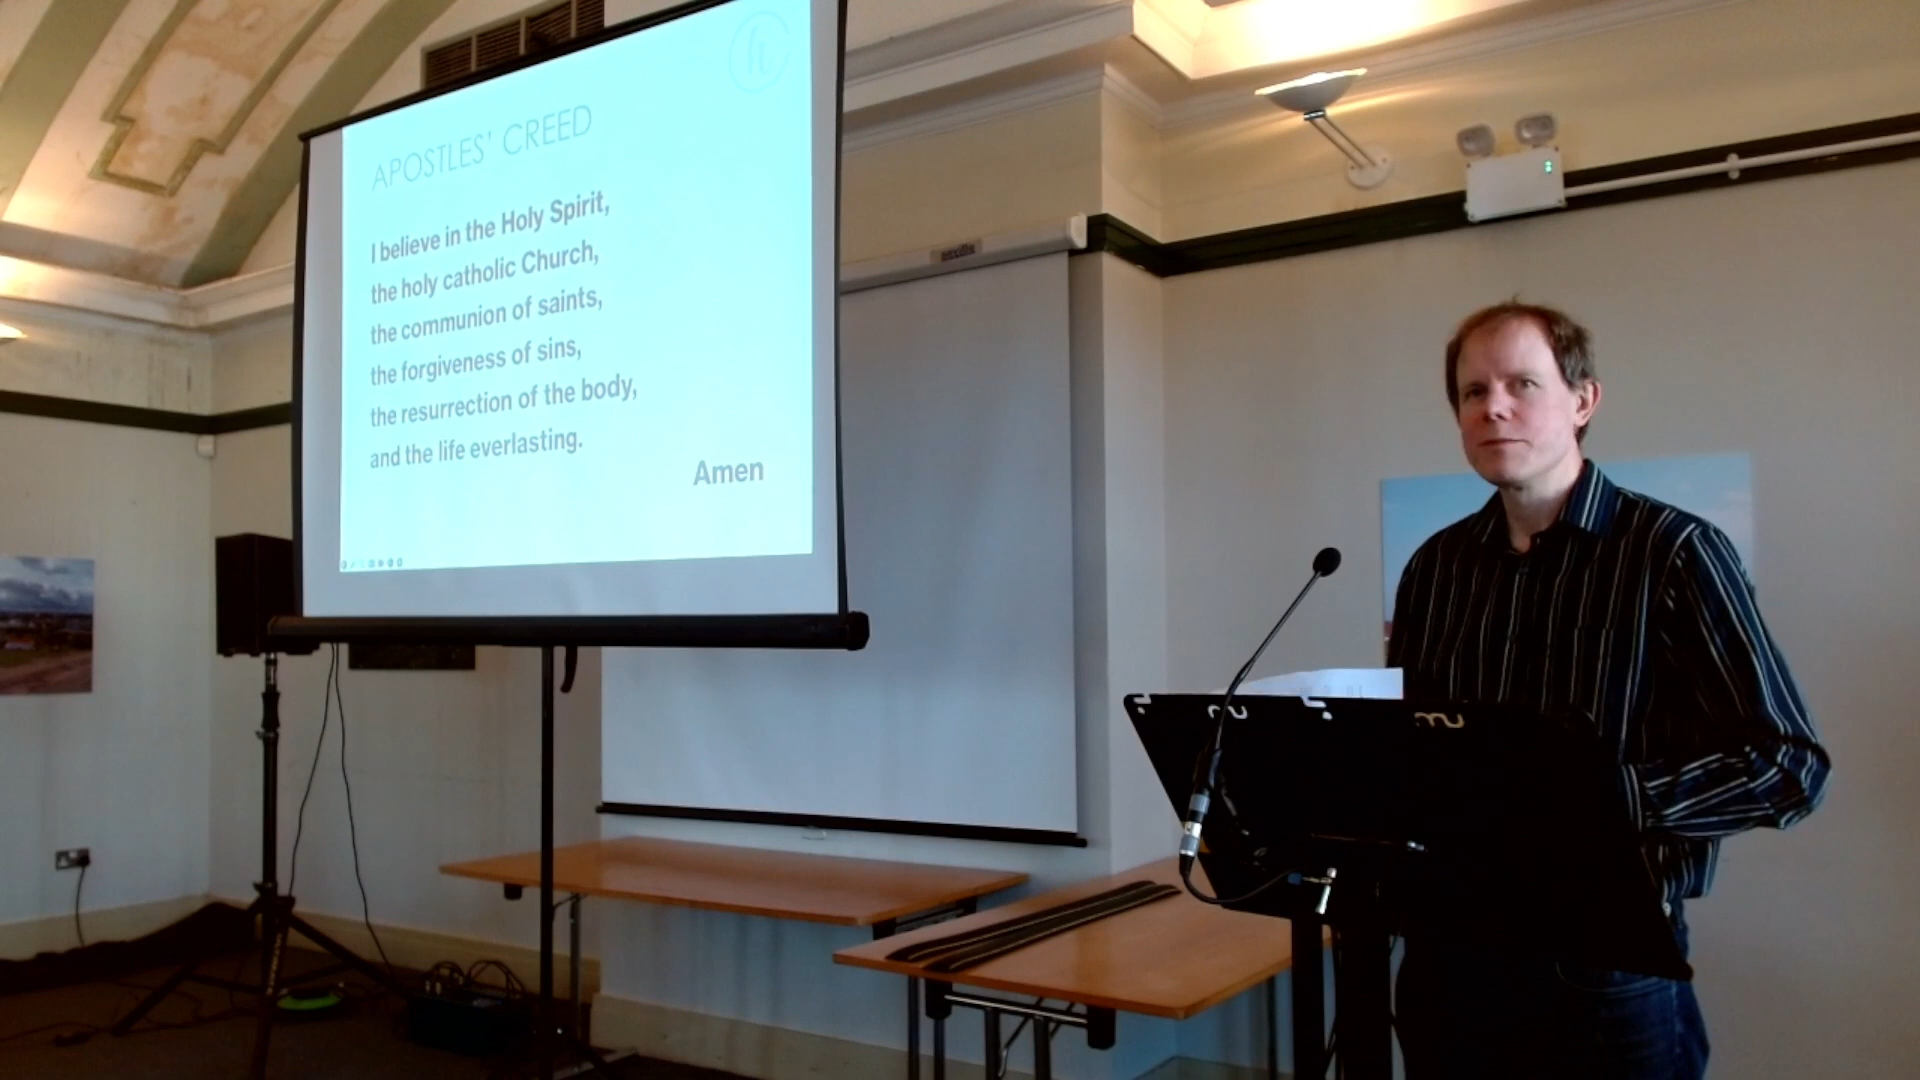 APOSTLES' CREED
I believe in the Holy Spirit,
the holy catholic Church,
the communion of saints,
the forgiveness of sins,
the resurrection of the body,
and the life everlasting.
Amen